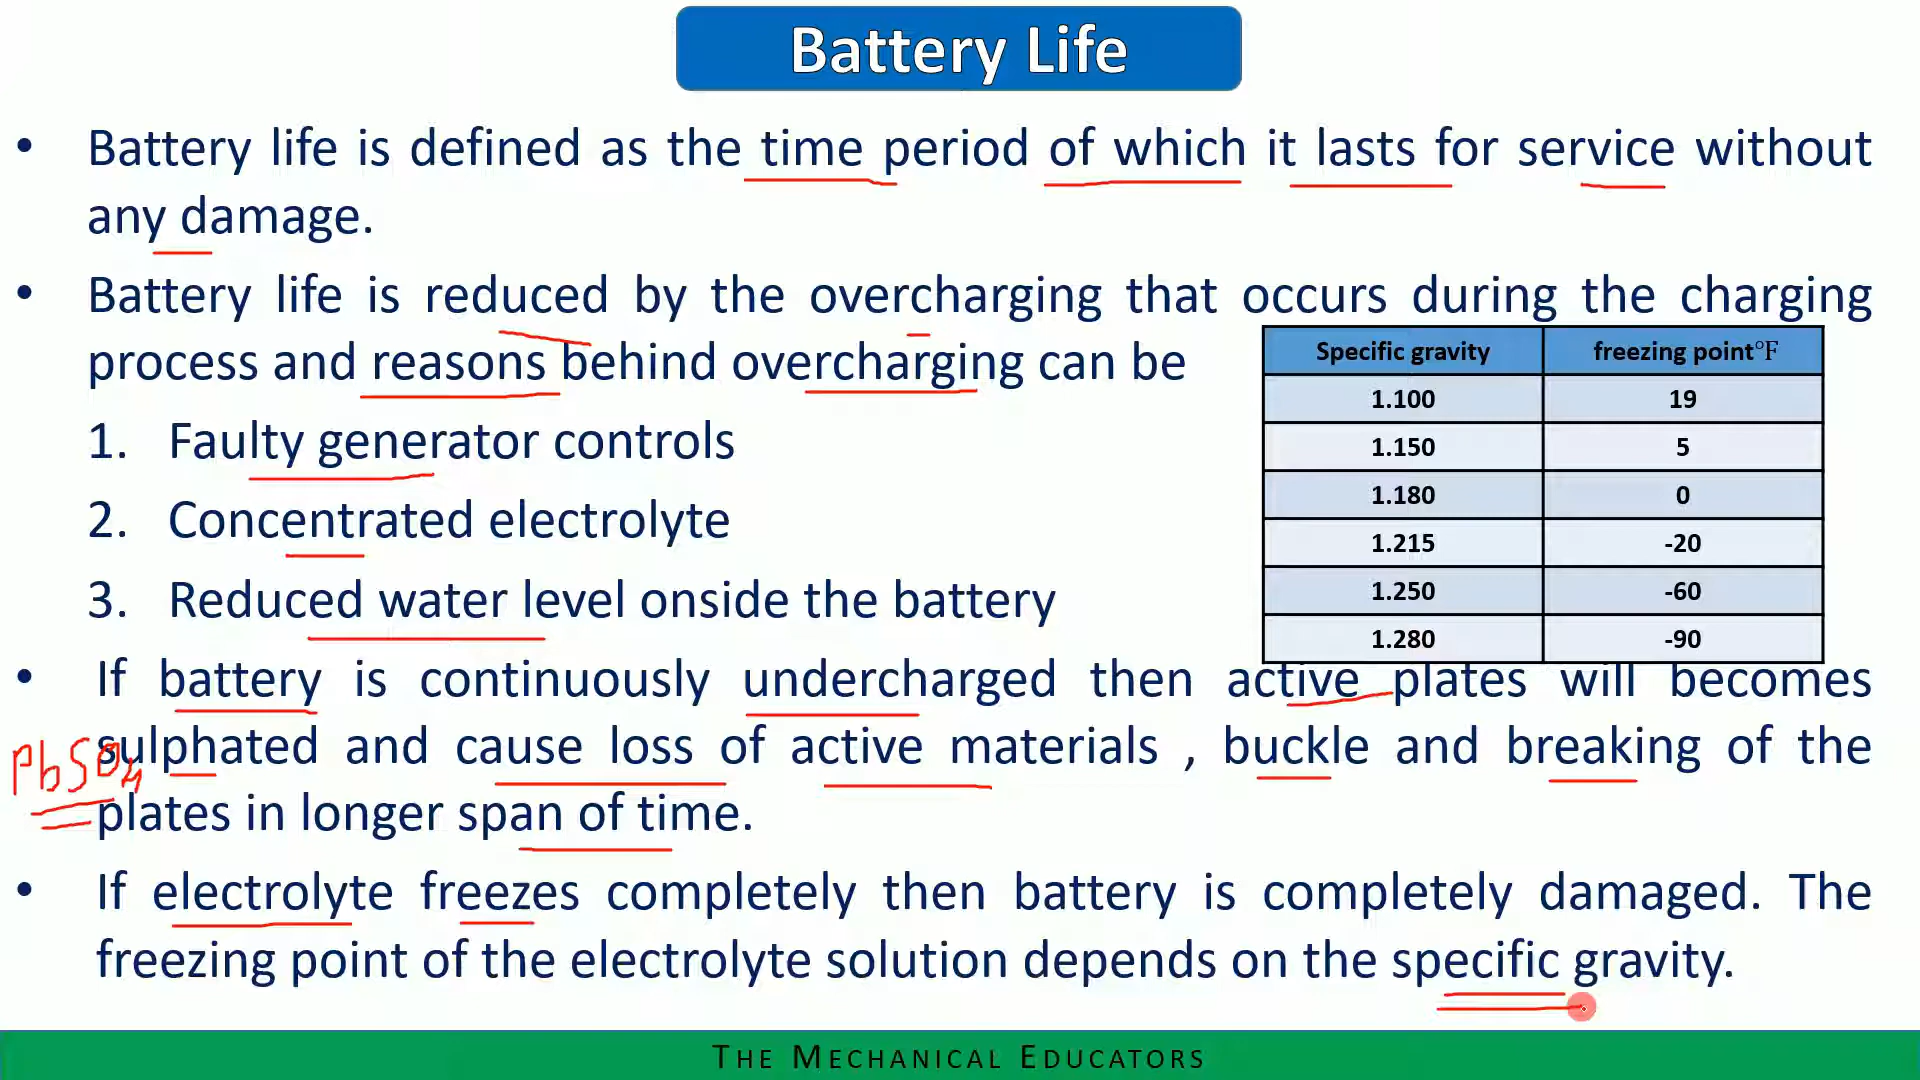 Battery Life
• Battery life is defined as the time period of which it lasts for service without
any damage.
• Battery life is reduced by the overcharging that occurs during the charging
process and reasons behind overcharging can be
1. Faulty generator controls
2. Concentrated electrolyte
3. Reduced water level onside the battery
Specific gravity freezing point°F
1.100 19
1.150 5
1.180 0
1.215 -20
1.250 -60
1.280 -90
• If battery is continuously undercharged then active plates will becomes
sulphated and cause loss of active materials , buckle and breaking of the
PbSO4
plates in longer span of time.
• If electrolyte freezes completely then battery is completely damaged. The
freezing point of the electrolyte solution depends on the specific gravity.
THE MECHANICAL EDUCATORS